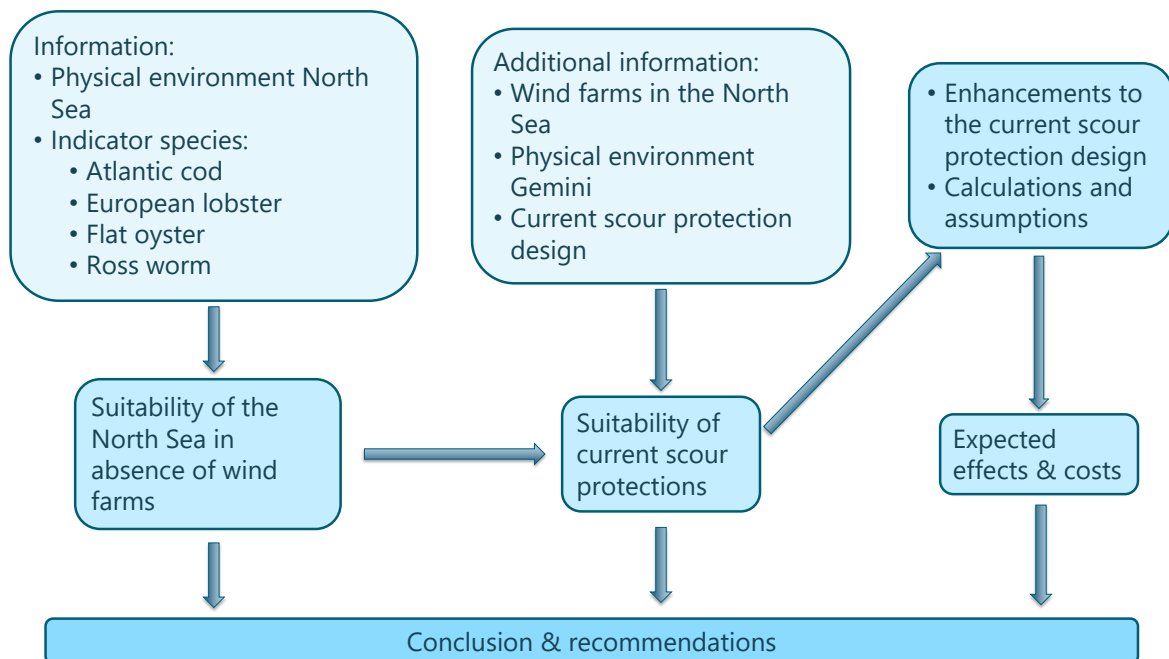 Information:
• Physical environment North
Sea
• Indicator species:
• Atlantic cod
• European lobster
• Flat oyster
• Ross worm
Additional information:
• Wind farms in the North
Sea
• Physical environment
Gemini
• Current scour protection
design
• Enhancements to
the current scour
protection design
• Calculations and
assumptions
Suitability of the
North Sea in
absence of wind
farms
Suitability of
current scour
protections
Expected
effects & costs
Conclusion & recommendations